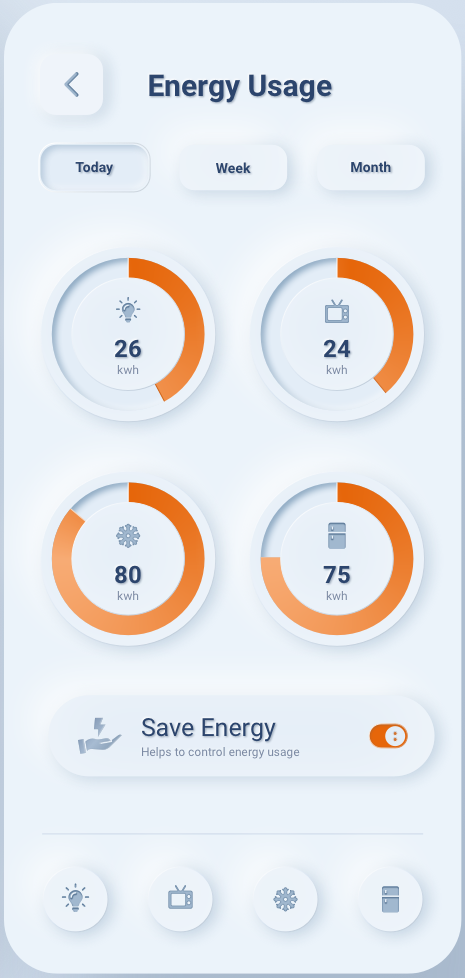 Energy Usage
Today
Week
Month
26
kwh
24
kwh
80
kwh
75
kwh
Save Energy
Helps to control energy usage